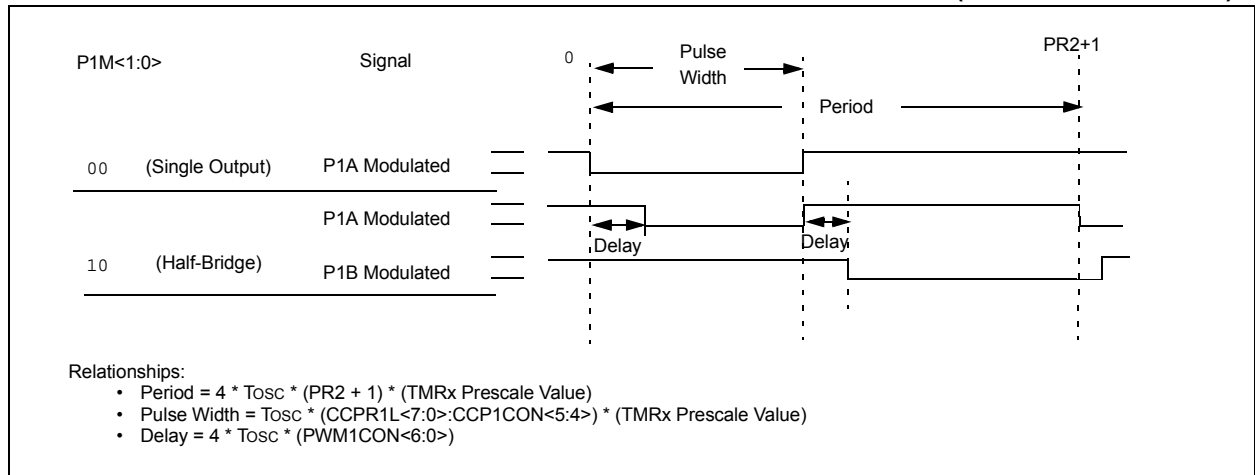 P1M<1:0>
Signal
0
Pulse
Width
PR2+1
Period
00 (Single Output) P1A Modulated
P1A Modulated
Delay
Delay
10 (Half-Bridge) P1B Modulated
Relationships:
• Period = 4 * Tosc * (PR2 + 1) * (TMRx Prescale Value)
• Pulse Width = Tosc * (CCPR1L<7:0>:CCP1CON<5:4>) * (TMRx Prescale Value)
• Delay = 4 * Tosc * (PWM1CON<6:0>)